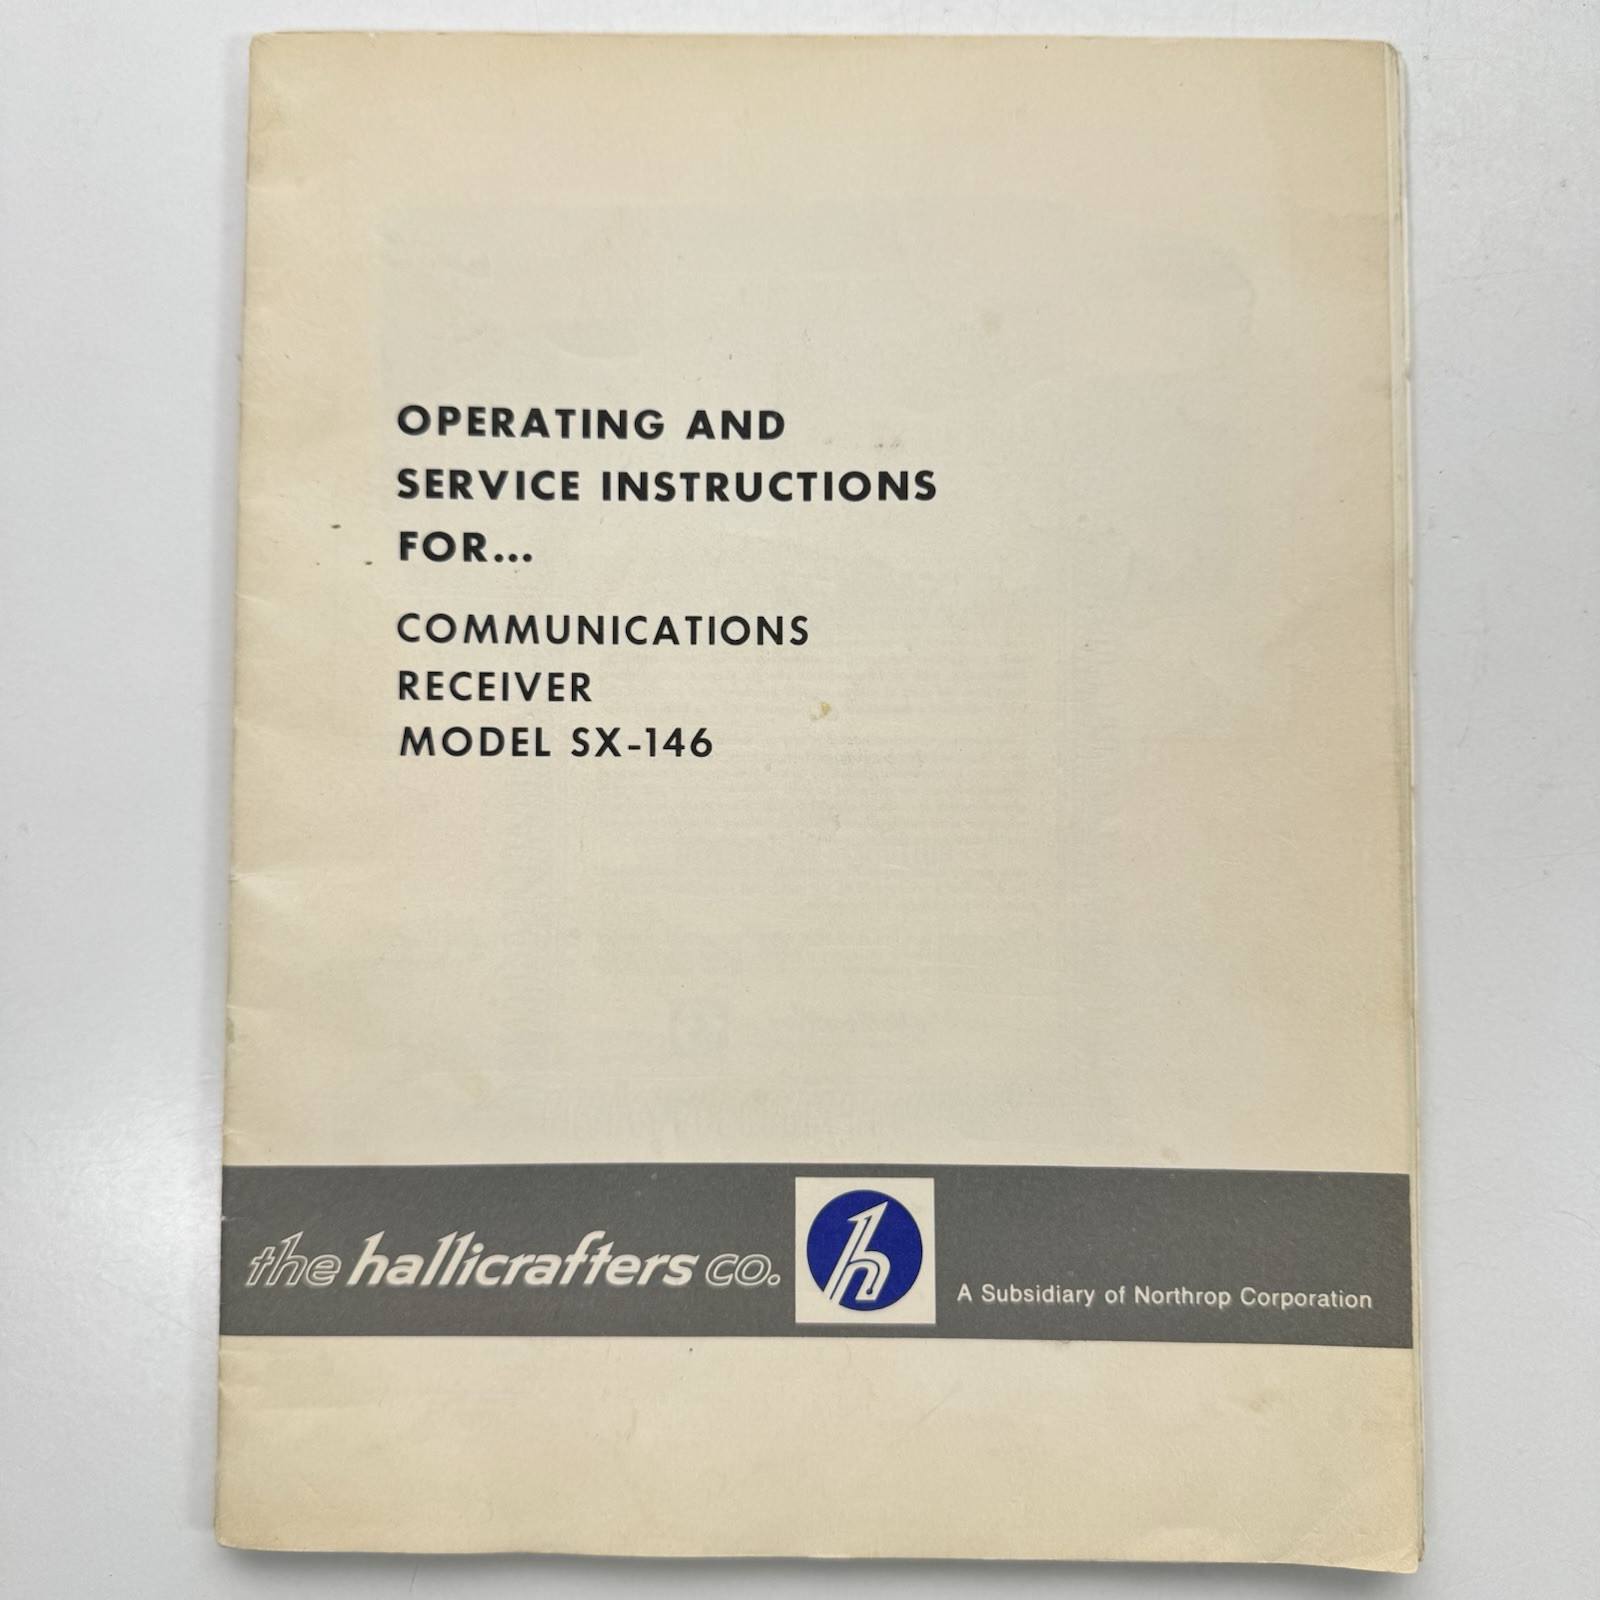 OPERATING AND
SERVICE INSTRUCTIONS
FOR...
COMMUNICATIONS
RECEIVER
MODEL SX-146
the hallicrafters co. h A Subsidiary of Northrop Corporation